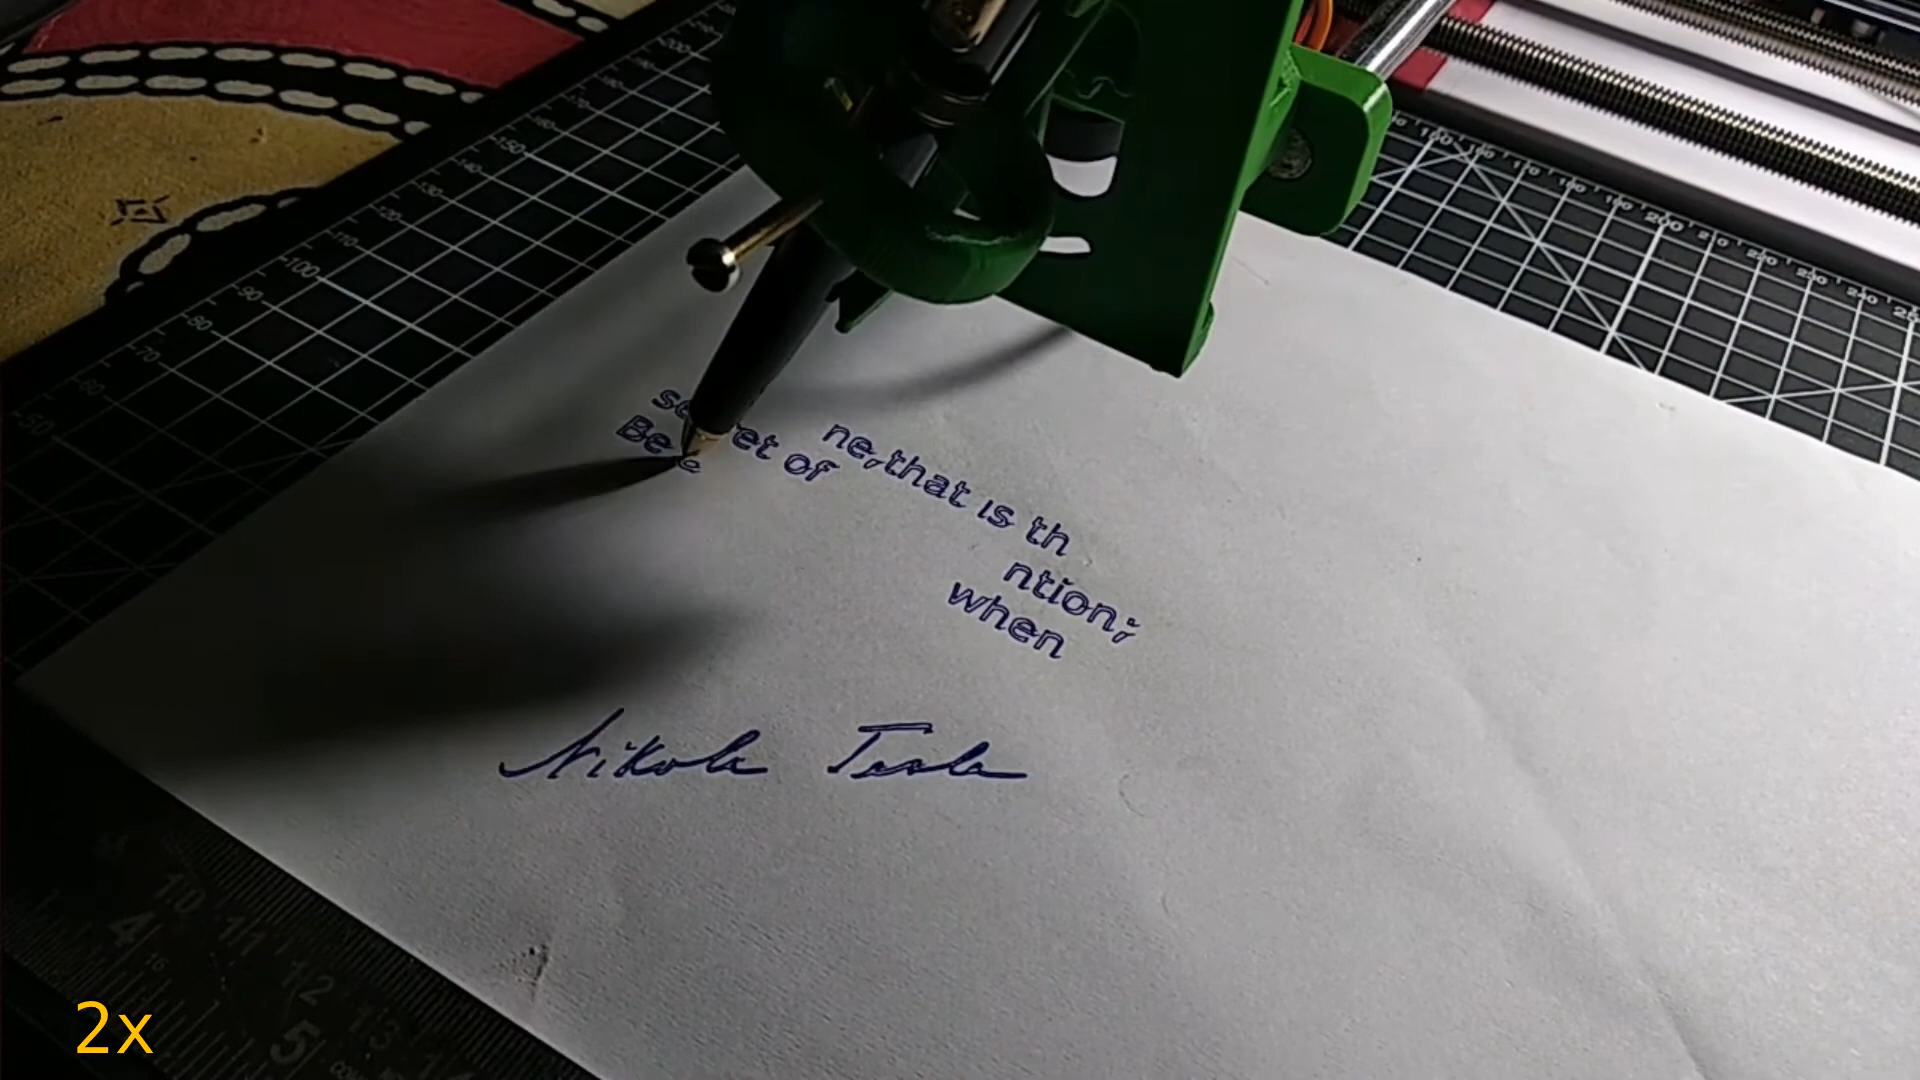 ne,that is th
se et of ntion;
Be a when
Nikola Tesla
2x